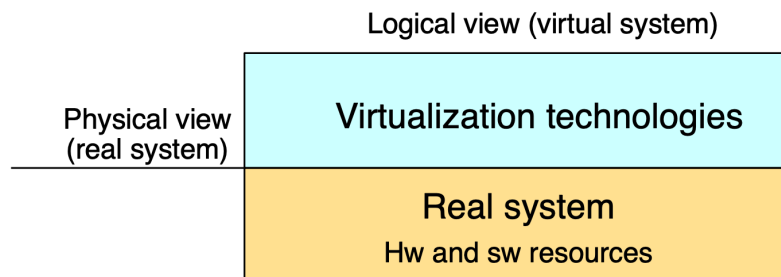 Logical view (virtual system)
Physical view
(real system)
Virtualization technologies
Real system
Hw and sw resources